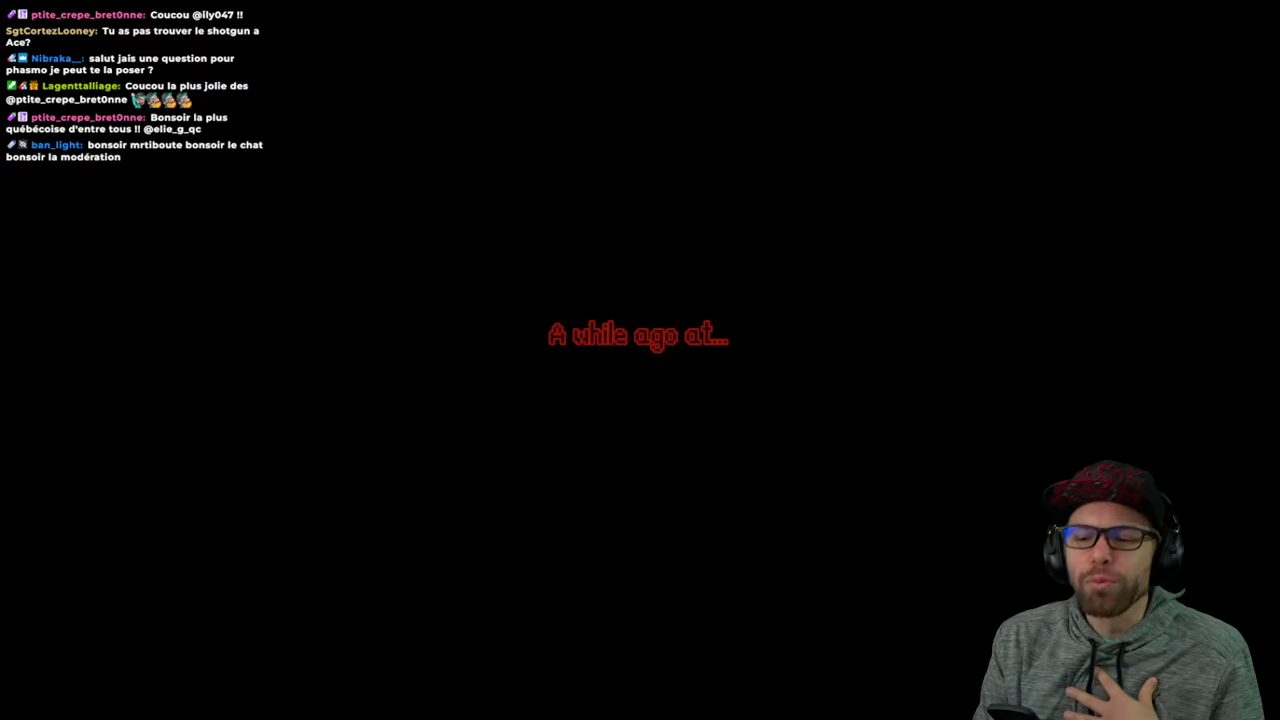 ptite_crepe_bret0nne: Coucou @ily047 !!
SgtCortezLooney: Tu as pas trouver le shotgun a
Ace?
Nibraka__: salut jais une question pour
phasmo je peut te la poser ?
Lagenttalliage: Coucou la plus jolie des
@ptite_crepe_bret0nne
ptite_crepe_bret0nne: Bonsoir la plus
québécoise d'entre tous !! @elie_g_qc
ban_light: bonsoir mrtiboute bonsoir le chat
bonsoir la modération
A while ago at...